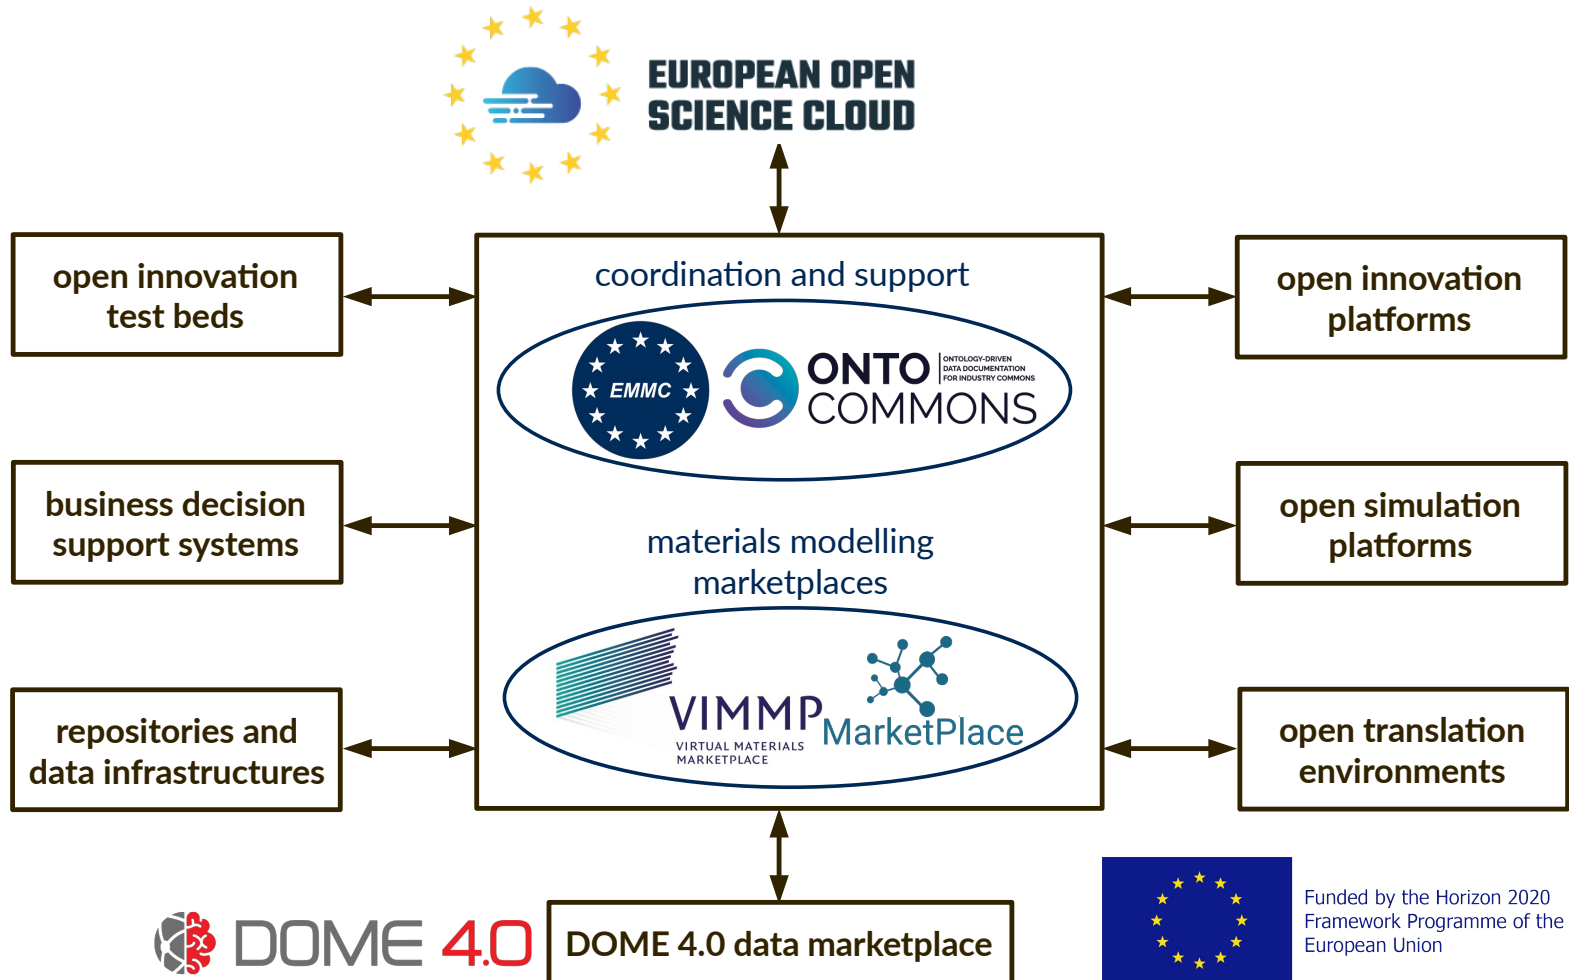 EUROPEAN OPEN
SCIENCE CLOUD
open innovation
test beds
business decision
support systems
repositories and
data infrastructures
coordination and support
EMMC
ONTO
COMMONS
ONTOLOGY-DRIVEN
DATA DOCUMENTATION
FOR INDUSTRY COMMONS
materials modelling
marketplaces
VIMMP
VIRTUAL MATERIALS
MARKETPLACE
MarketPlace
open innovation
platforms
open simulation
platforms
open translation
environments
DOME 4.0
DOME 4.0 data marketplace
Funded by the Horizon 2020
Framework Programme of the
European Union